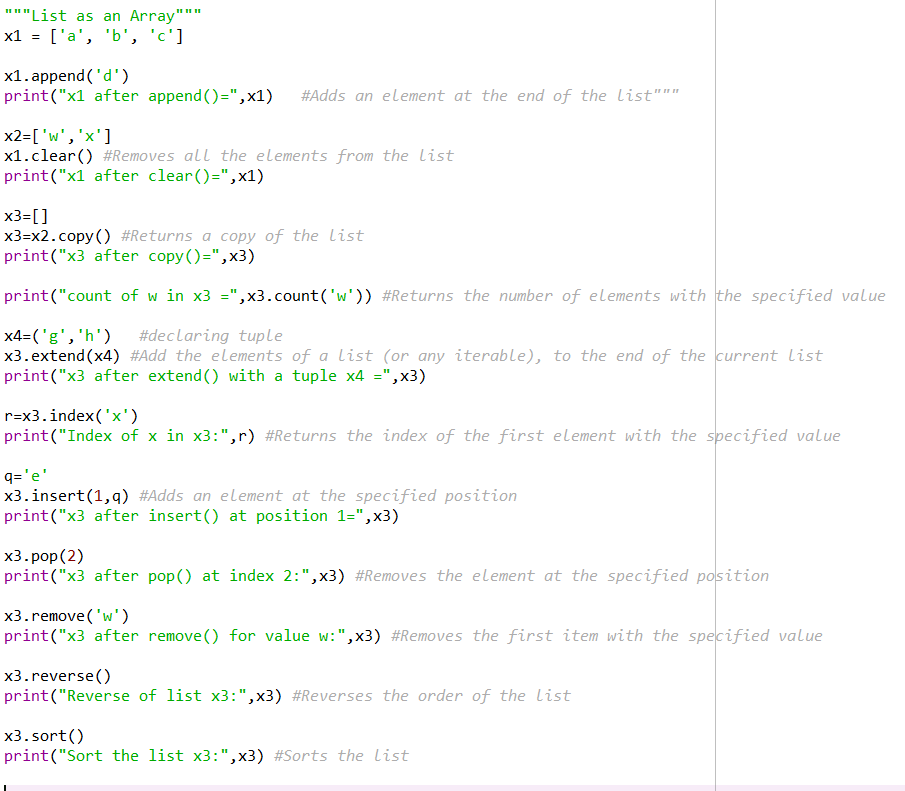 """List as an Array"""
x1 = ['a', 'b', 'c']
x1.append('d')
print("x1 after append()=",x1)   #Adds an element at the end of the list"""
x2=['w','x']
x1.clear() #Removes all the elements from the list
print("x1 after clear()=",x1)
x3=[]
x3=x2.copy() #Returns a copy of the list
print("x3 after copy()=",x3)
print("count of w in x3 =",x3.count('w')) #Returns the number of elements with the specified value
x4=('g','h')   #declaring tuple
x3.extend(x4) #Add the elements of a list (or any iterable), to the end of the current list
print("x3 after extend() with a tuple x4 =",x3)
r=x3.index('x')
print("Index of x in x3:",r) #Returns the index of the first element with the specified value
q='e'
x3.insert(1,q) #Adds an element at the specified position
print("x3 after insert() at position 1=",x3)
x3.pop(2)
print("x3 after pop() at index 2:",x3) #Removes the element at the specified position
x3.remove('w')
print("x3 after remove() for value w:",x3) #Removes the first item with the specified value
x3.reverse()
print("Reverse of list x3:",x3) #Reverses the order of the list
x3.sort()
print("Sort the list x3:",x3) #Sorts the list